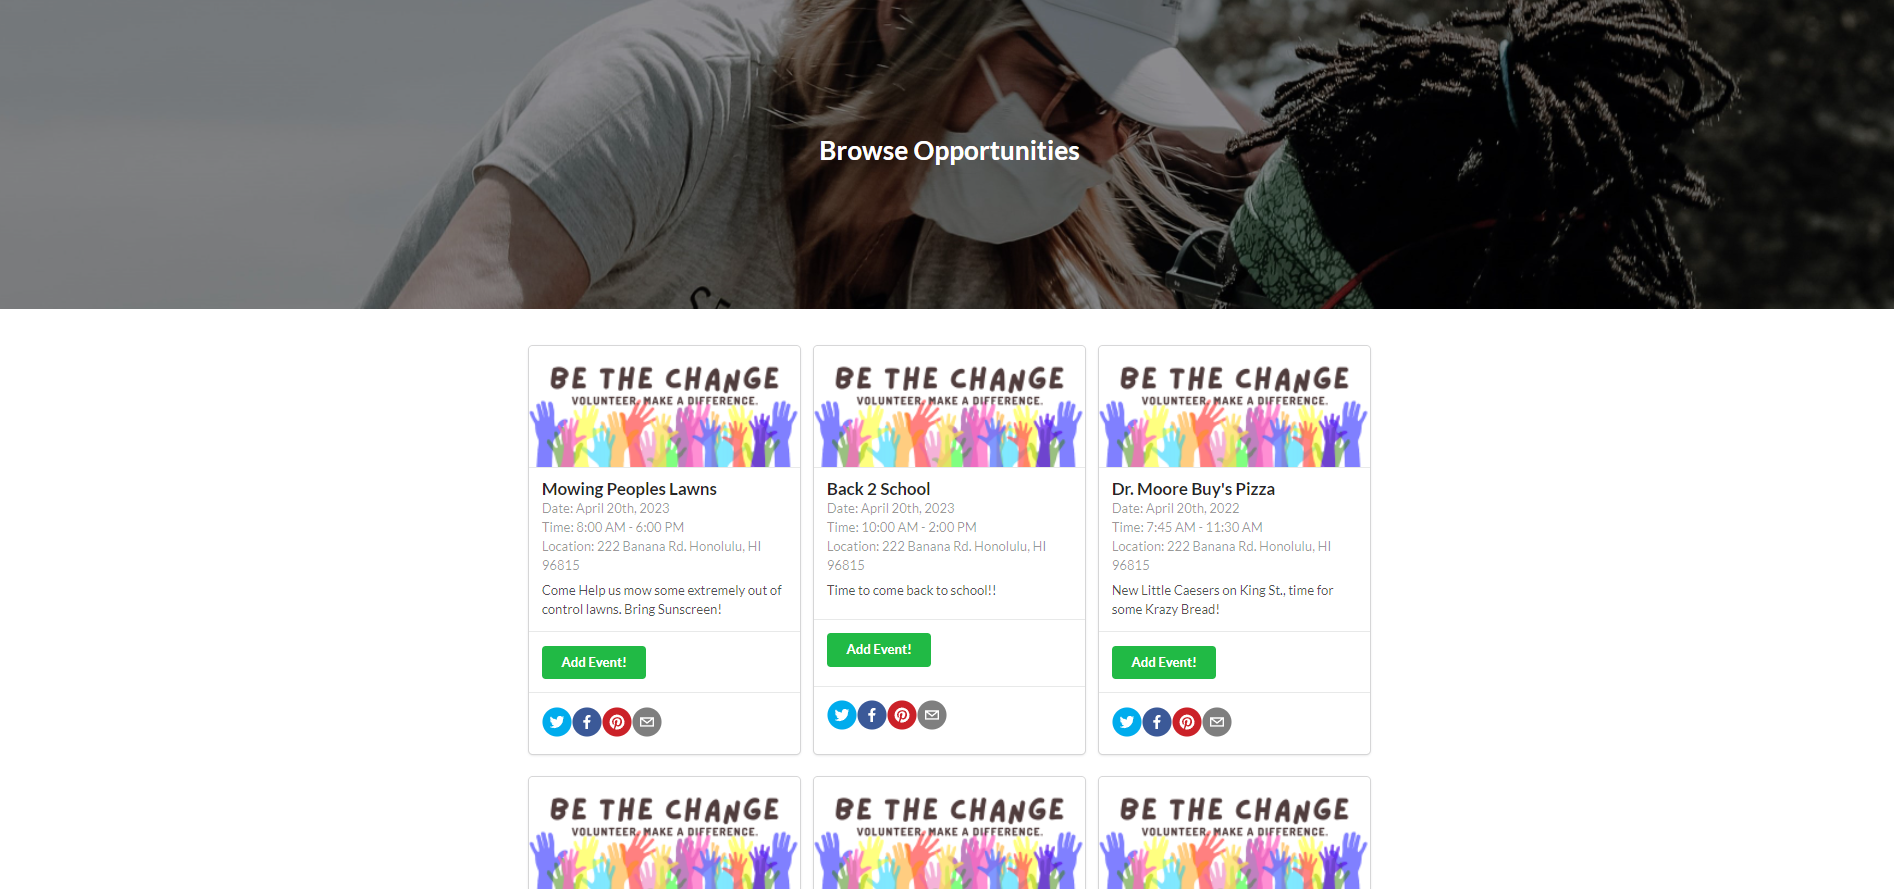 Browse Opportunities
BE THE CHANGE
VOLUNTEER. MAKE A DIFFERENCE.
Mowing Peoples Lawns
Date: April 20th, 2023
Time: 8:00 AM - 6:00 PM
Location: 222 Banana Rd. Honolulu, HI
96815
Come Help us mow some extremely out of
control lawns. Bring Sunscreen!
Add Event!
BE THE CHANGE
VOLUNTEER. MAKE A DIFFERENCE.
Back 2 School
Date: April 20th, 2023
Time: 10:00 AM - 2:00 PM
Location: 222 Banana Rd. Honolulu, HI
96815
Time to come back to school!!
Add Event!
BE THE CHANGE
VOLUNTEER. MAKE A DIFFERENCE.
Dr. Moore Buy's Pizza
Date: April 20th, 2022
Time: 7:45 AM - 11:30 AM
Location: 222 Banana Rd. Honolulu, HI
96815
New Little Caesers on King St., time for
some Krazy Bread!
Add Event!
BE THE CHANGE
VOLUNTEER. MAKE A DIFFERENCE.
BE THE CHANGE
VOLUNTEER. MAKE A DIFFERENCE.
BE THE CHANGE
VOLUNTEER. MAKE A DIFFERENCE.